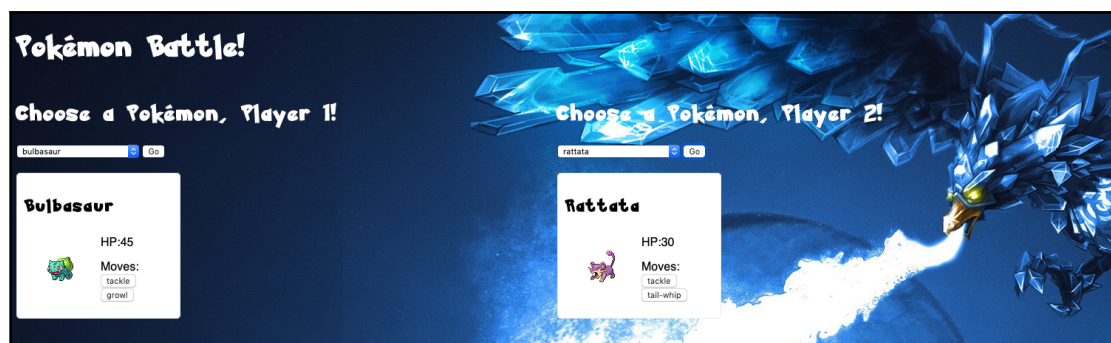 Pokémon Battle!
Choose a Pokémon, Player 1!
bulbasaur Go
Bulbasaur
HP:45
Moves:
tackle
growl
Choose a Pokémon, Player 2!
rattata Go
Rattata
HP:30
Moves:
tackle
tail-whip